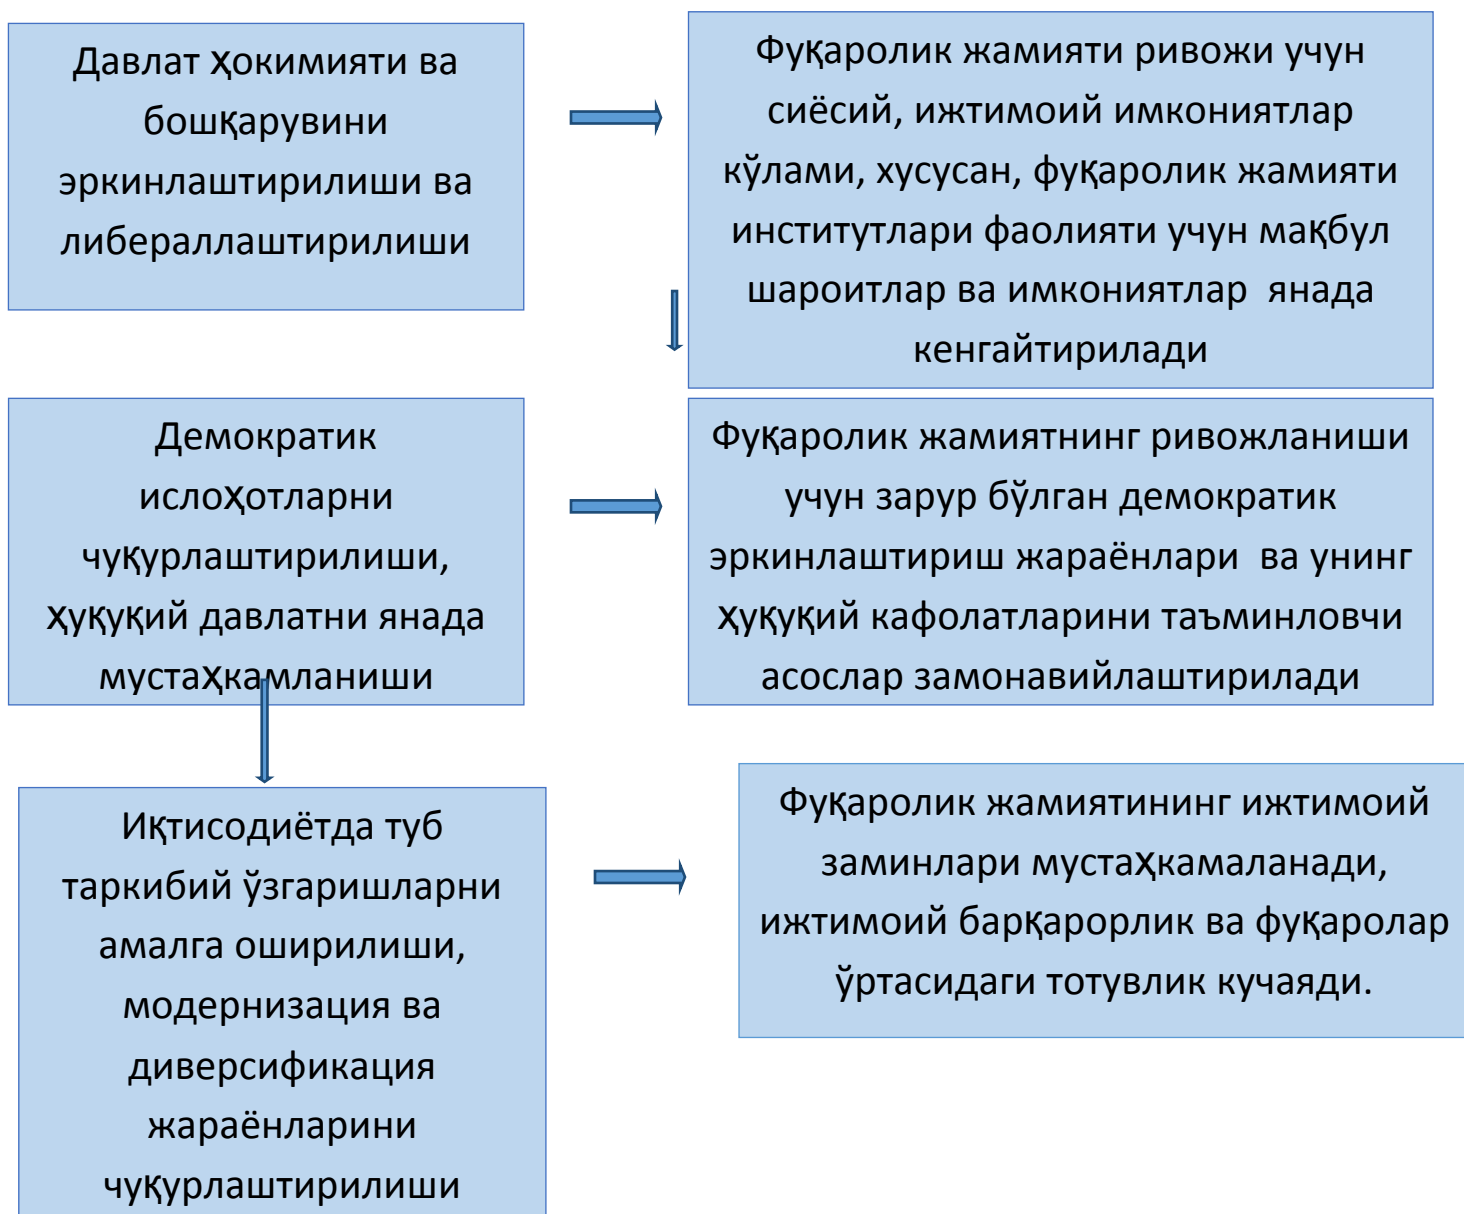 Давлат ҳокимияти ва
бошқарувини
эркинлаштирилиши ва
либераллаштирилиши
Фуқаролик жамияти ривожи учун
сиёсий, ижтимоий имкониятлар
кўлами, хусусан, фуқаролик жамияти
институтлари фаолияти учун мақбул
шароитлар ва имкониятлар янада
кенгайтирилади
Демократик
ислоҳотларни
чуқурлаштирилиши,
ҳуқуқий давлатни янада
мустаҳкамланиши
Фуқаролик жамиятнинг ривожланиши
учун зарур бўлган демократик
эркинлаштириш жараёнлари ва унинг
ҳуқуқий кафолатларини таъминловчи
асослар замонавийлаштирилади
Иқтисодиётда туб
таркибий ўзгаришларни
амалга оширилиши,
модернизация ва
диверсификация
жараёнларини
чуқурлаштирилиши
Фуқаролик жамиятининг ижтимоий
заминлари мустаҳкамаланади,
ижтимоий барқарорлик ва фуқаролар
ўртасидаги тотувлик кучаяди.